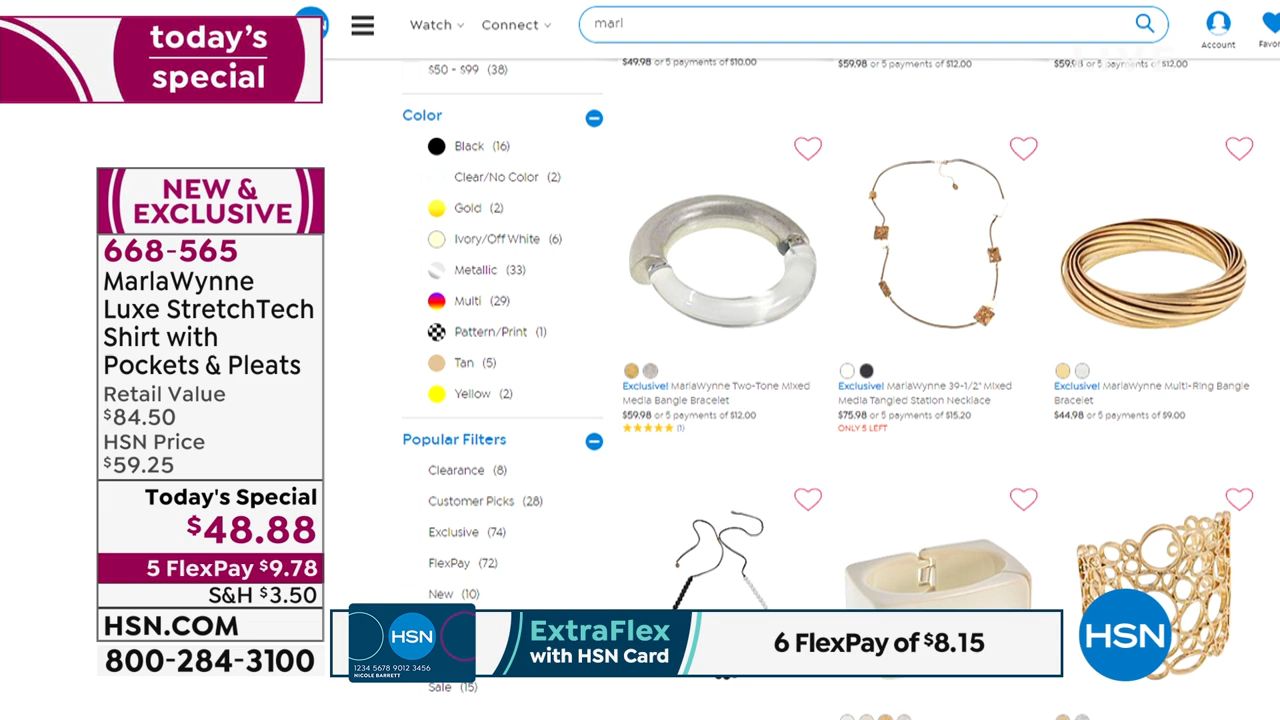 today's
special
NEW &
EXCLUSIVE
668-565
MarlaWynne
Luxe StretchTech
Shirt with
Pockets & Pleats
Retail Value
$84.50
HSN Price
$59.25
Today's Special
$48.88
5 FlexPay $9.78
S&H $3.50
HSN.COM
800-284-3100
Watch Connect
marl
Account
Favor
$50 - $99 (38)
Color
Black (16)
Clear/No Color (2)
Gold (2)
Ivory/Off White (6)
Metallic (33)
Multi (29)
Pattern/Print (1)
Tan (5)
Yellow (2)
Popular Filters
Clearance (8)
Customer Picks (28)
Exclusive (74)
FlexPay (72)
New (10)
Sale (15)
$49.98 or 5 payments of $10.00
$59.98 or 5 payments of $12.00
$59.98 or 5 payments of $12.00
Exclusive! MarlaWynne Two-Tone Mixed
Media Bangle Bracelet
$59.98 or 5 payments of $12.00
(1)
Exclusive! MarlaWynne 39-1/2" Mixed
Media Tangled Station Necklace
$75.98 or 5 payments of $15.20
ONLY 5 LEFT
Exclusive! MarlaWynne Multi-Ring Bangle
Bracelet
$44.98 or 5 payments of $9.00
HSN
1234 5678 9012 3456
NICOLE BARRETT
ExtraFlex
with HSN Card
6 FlexPay of $8.15
HSN